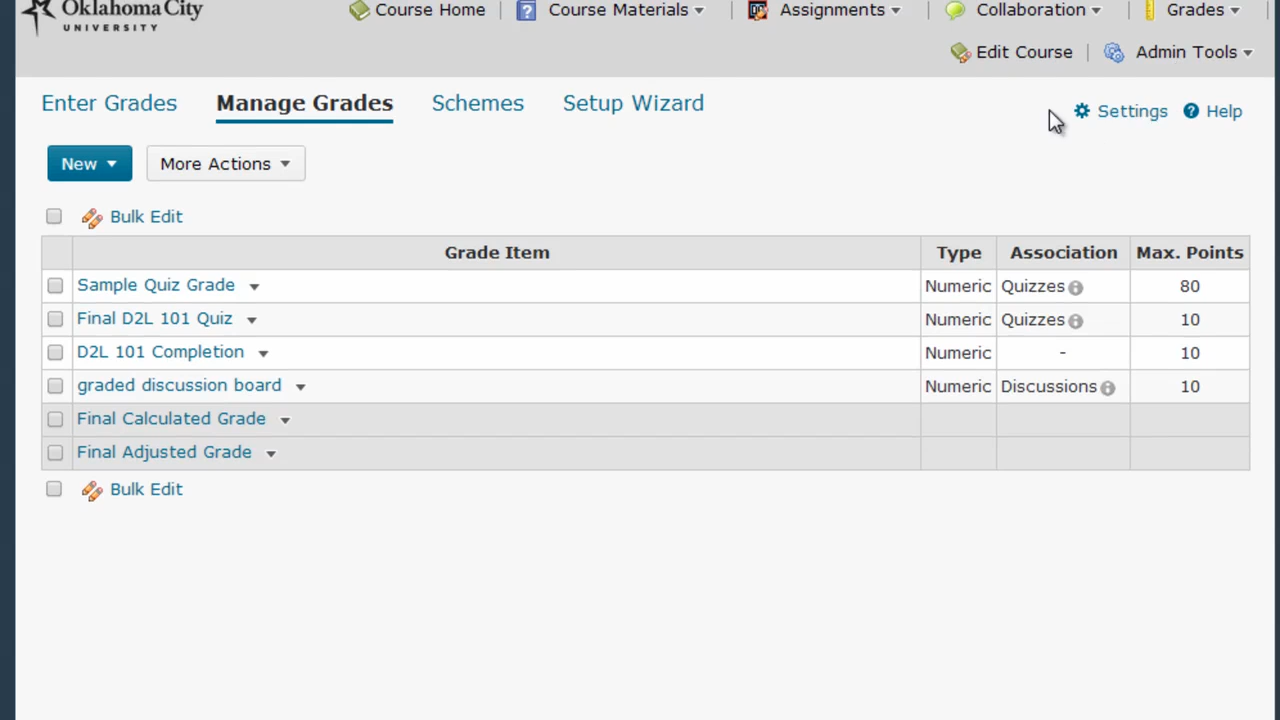 Oklahoma City
UNIVERSITY
Course Home
Course Materials
Assignments
Collaboration
Grades
Edit Course
Admin Tools
Enter Grades
Manage Grades
Schemes
Setup Wizard
Settings
Help
New
More Actions
Bulk Edit
Grade Item Type Association Max. Points
Sample Quiz Grade Numeric Quizzes 80
Final D2L 101 Quiz Numeric Quizzes 10
D2L 101 Completion Numeric - 10
graded discussion board Numeric Discussions 10
Final Calculated Grade
Final Adjusted Grade
Bulk Edit